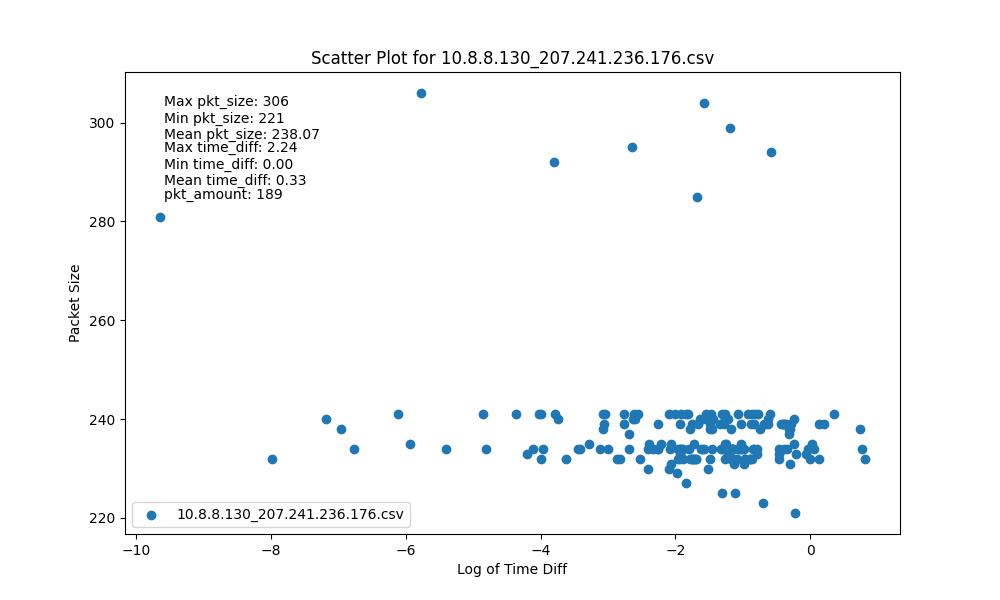 Scatter Plot for 10.8.8.130_207.241.236.176.csv
Max pkt_size: 306
Min pkt_size: 221
Mean pkt_size: 238.07
Max time_diff: 2.24
Min time_diff: 0.00
Mean time_diff: 0.33
pkt_amount: 189
Packet Size
300
280
260
240
220
10.8.8.130_207.241.236.176.csv
−10
−8
−6
−4
−2
0
Log of Time Diff